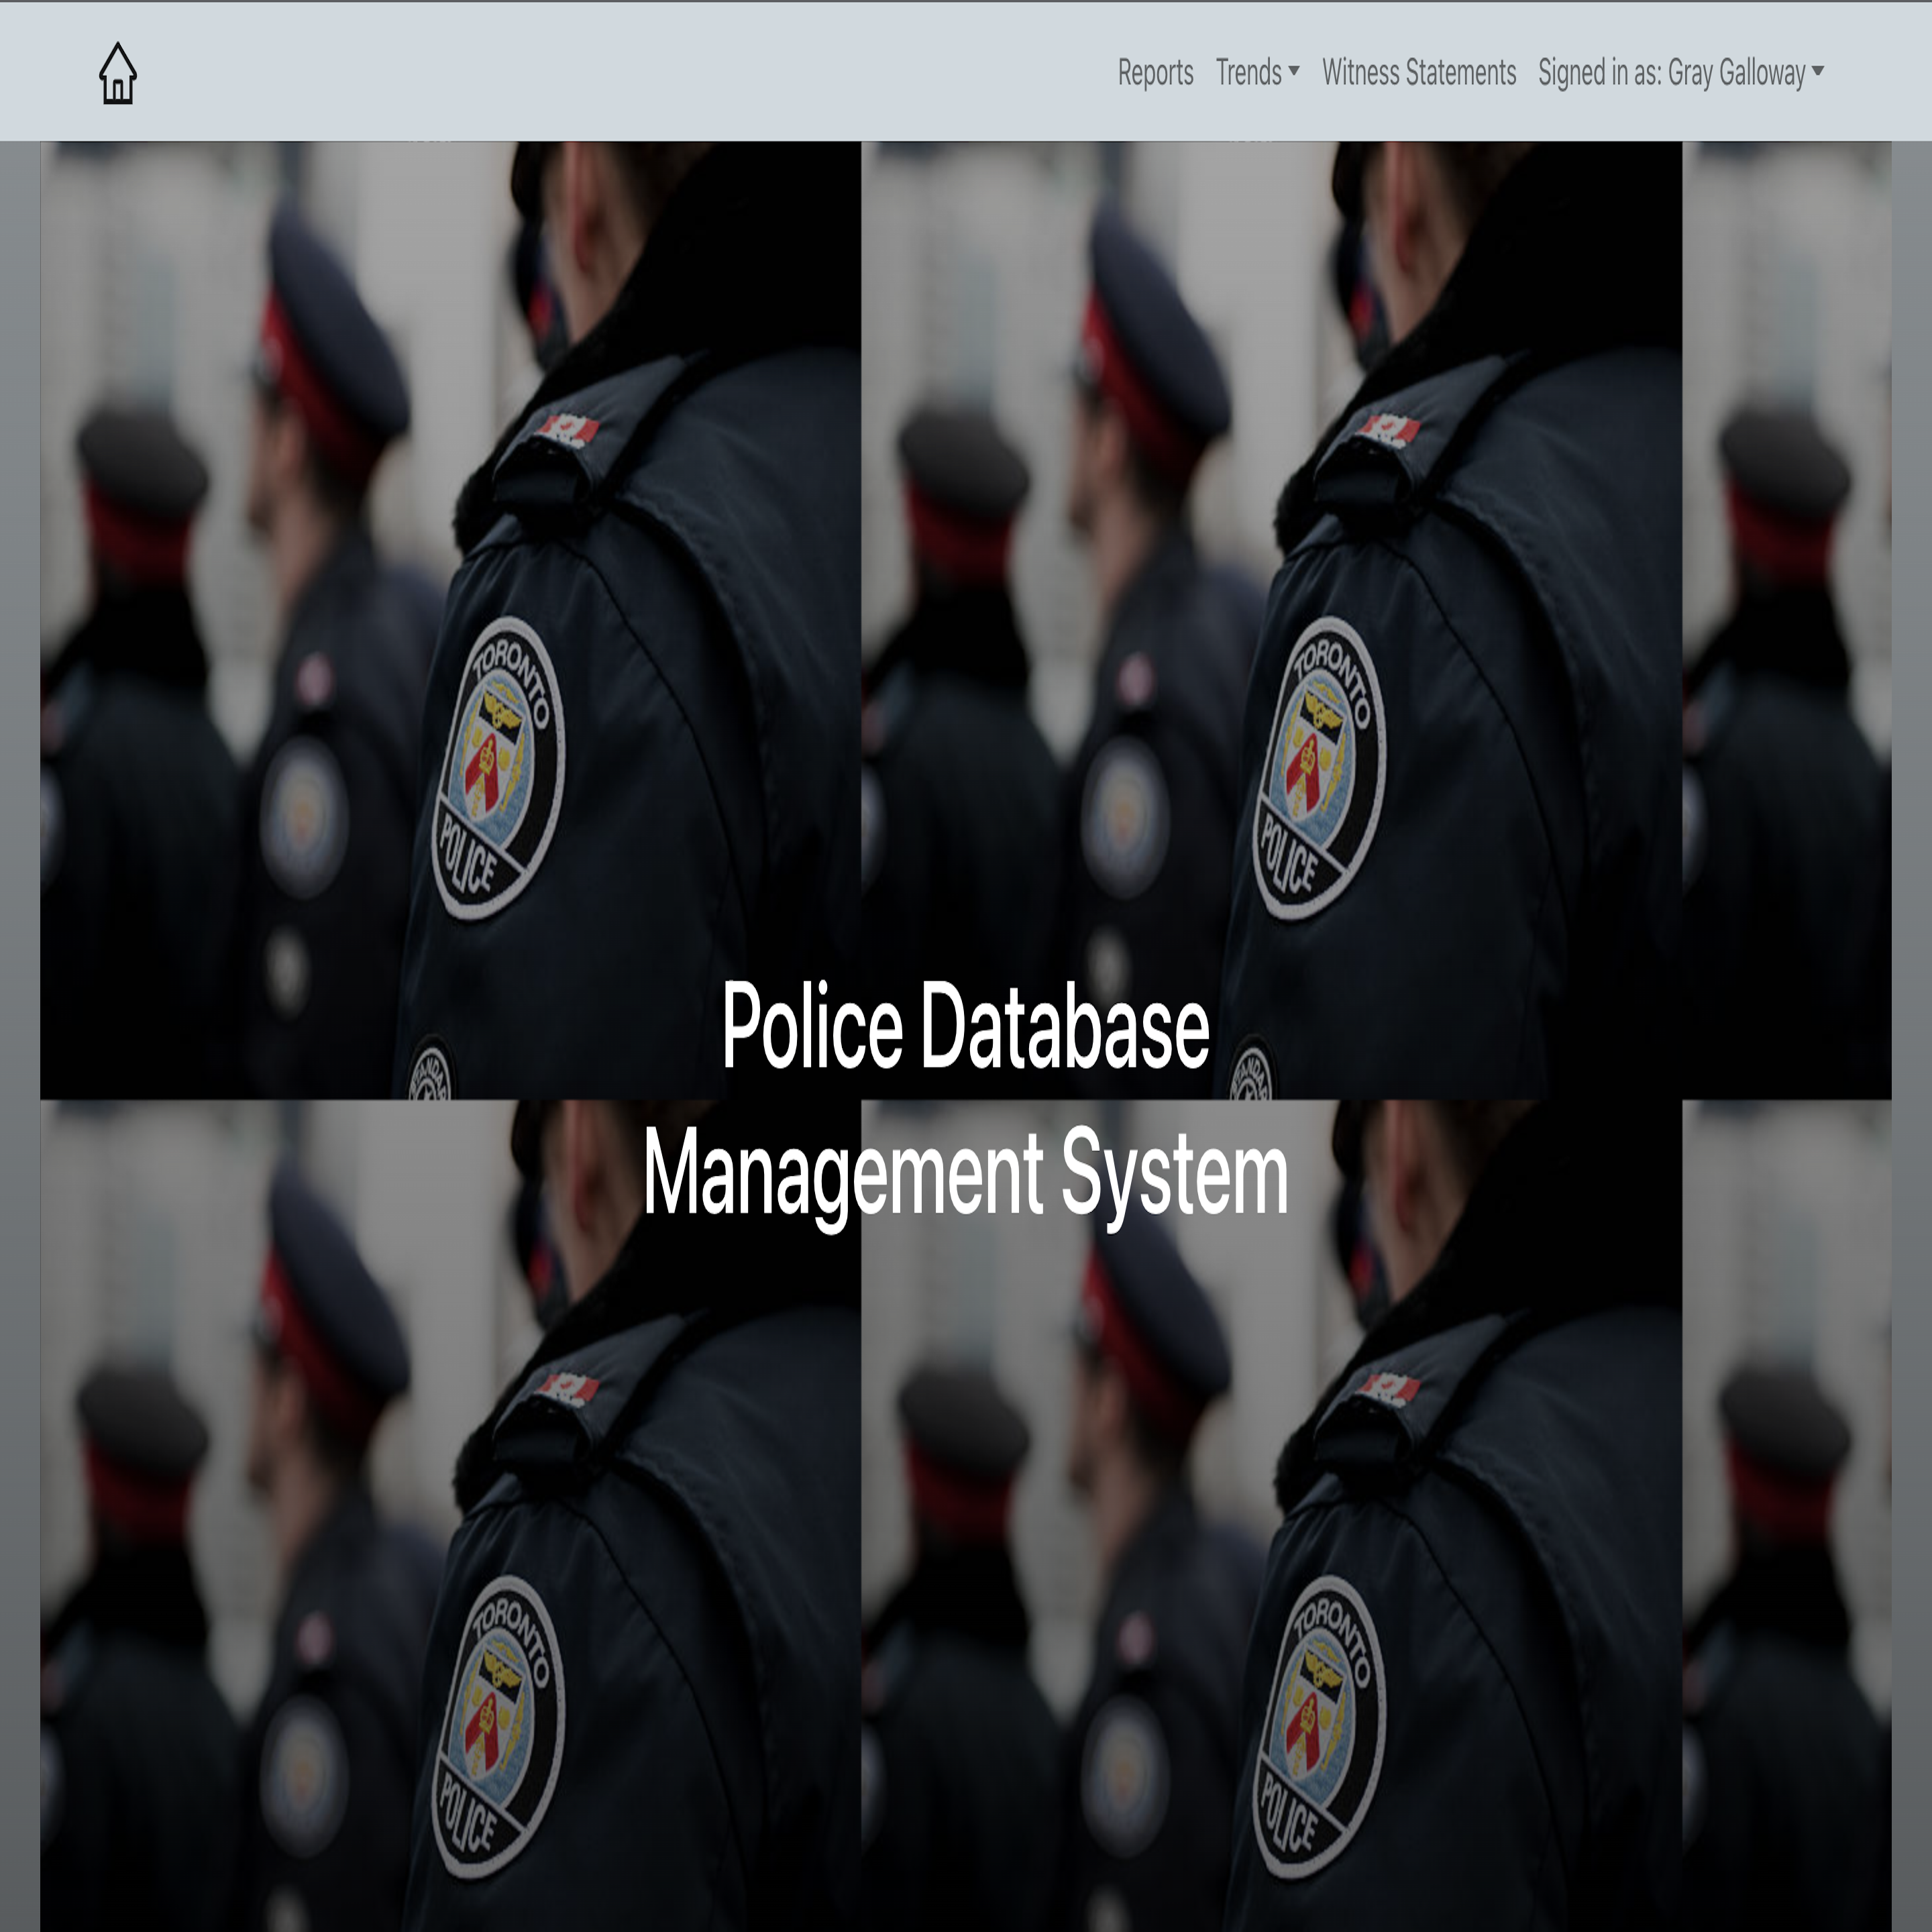 Reports Trends Witness Statements Signed in as: Gray Galloway
TORONTO
POLICE
TORONTO
POLICE
Police Database
Management System
TORONTO
POLICE
TORONTO
POLICE